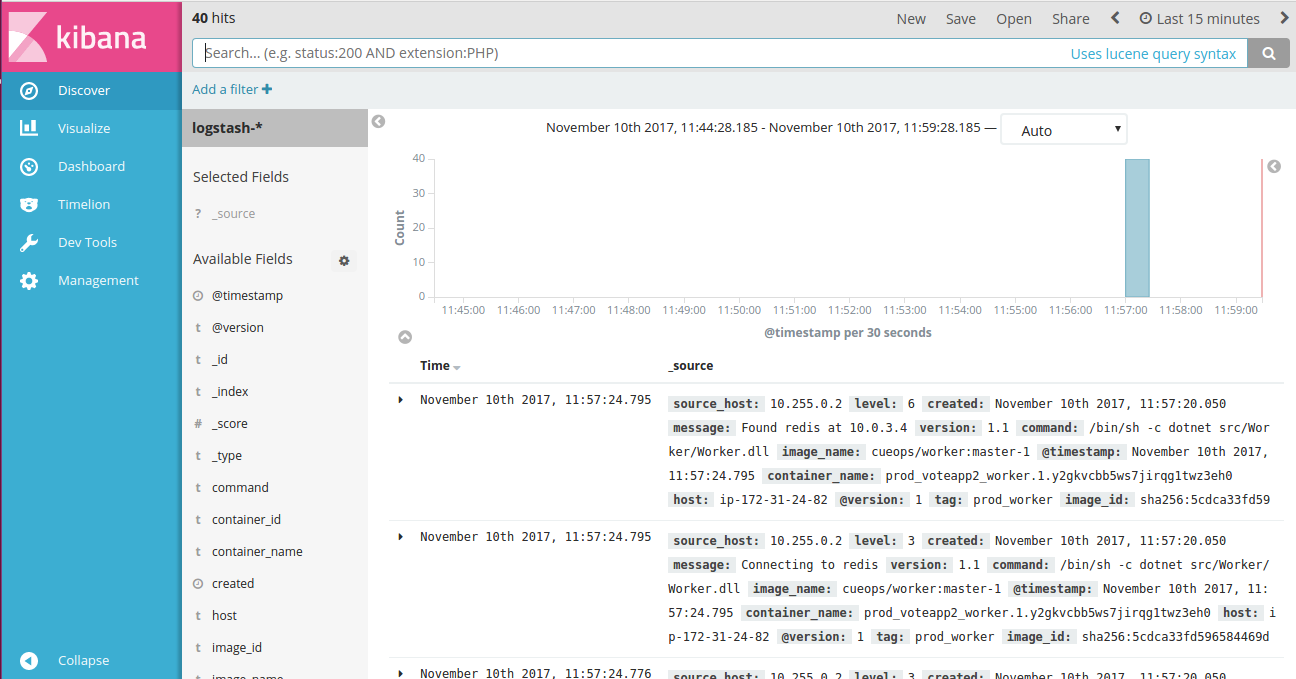 kibana
Discover
Visualize
Dashboard
Timelion
Dev Tools
Management
Collapse
40 hits
New Save Open Share Last 15 minutes
Search... (e.g. status:200 AND extension:PHP) Uses lucene query syntax
Add a filter
logstash-*
Selected Fields
? _source
Available Fields
@timestamp
t @version
t _id
t _index
# _score
t _type
t command
t container_id
t container_name
created
t host
t image_id
image_name
November 10th 2017, 11:44:28.185 - November 10th 2017, 11:59:28.185 — Auto
Count
40
30
20
10
0
11:45:00 11:46:00 11:47:00 11:48:00 11:49:00 11:50:00 11:51:00 11:52:00 11:53:00 11:54:00 11:55:00 11:56:00 11:57:00 11:58:00 11:59:00
@timestamp per 30 seconds
Time _source
November 10th 2017, 11:57:24.795 source_host: 10.255.0.2 level: 6 created: November 10th 2017, 11:57:20.050
message: Found redis at 10.0.3.4 version: 1.1 command: /bin/sh -c dotnet src/Wor
ker/Worker.dll image_name: cueops/worker:master-1 @timestamp: November 10th 2017,
11:57:24.795 container_name: prod_voteapp2_worker.1.y2gkvcbb5ws7jirqg1twz3eh0
host: ip-172-31-24-82 @version: 1 tag: prod_worker image_id: sha256:5cdca33fd59
November 10th 2017, 11:57:24.795 source_host: 10.255.0.2 level: 3 created: November 10th 2017, 11:57:20.050
message: Connecting to redis version: 1.1 command: /bin/sh -c dotnet src/Worker/
Worker.dll image_name: cueops/worker:master-1 @timestamp: November 10th 2017, 11:
57:24.795 container_name: prod_voteapp2_worker.1.y2gkvcbb5ws7jirqg1twz3eh0 host: i
p-172-31-24-82 @version: 1 tag: prod_worker image_id: sha256:5cdca33fd596584469d
November 10th 2017, 11:57:24.776 source_host: 10.255.0.2 level: 3 created: November 10th 2017, 11:57:20.050